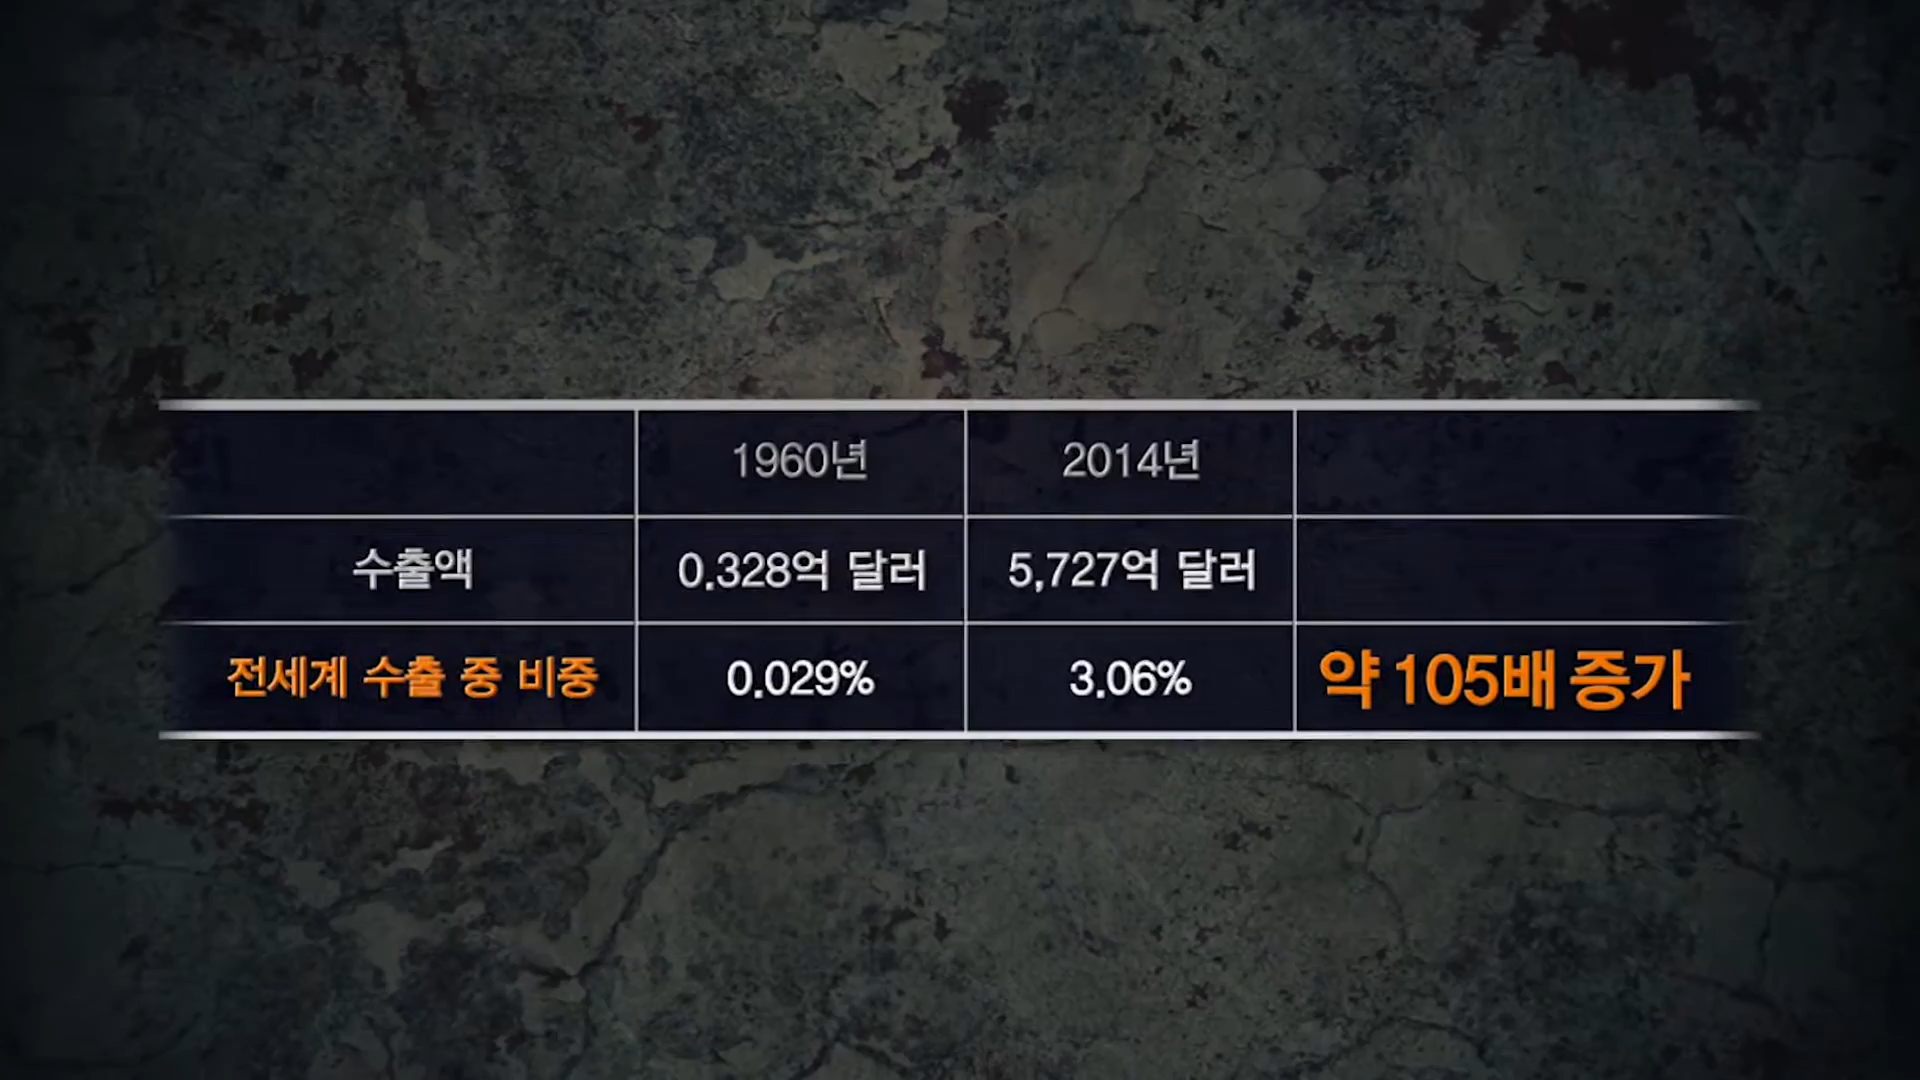 1960년 2014년
수출액 0.328억 달러 5,727억 달러
전세계 수출 중 비중 0.029% 3.06% 약 105배 증가